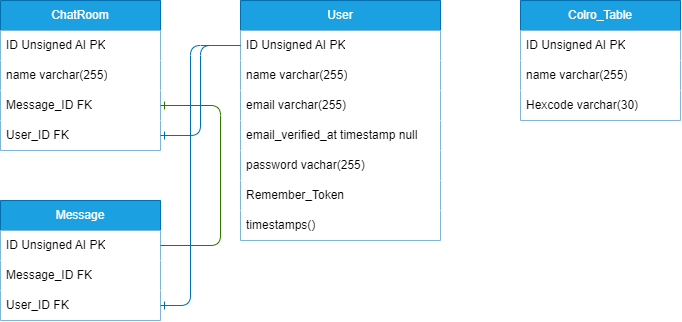 ChatRoom
ID Unsigned AI PK
name varchar(255)
Message_ID FK
User_ID FK
User
ID Unsigned AI PK
name varchar(255)
email varchar(255)
email_verified_at timestamp null
password vachar(255)
Remember_Token
timestamps()
Colro_Table
ID Unsigned AI PK
name varchar(255)
Hexcode varchar(30)
Message
ID Unsigned AI PK
Message_ID FK
User_ID FK